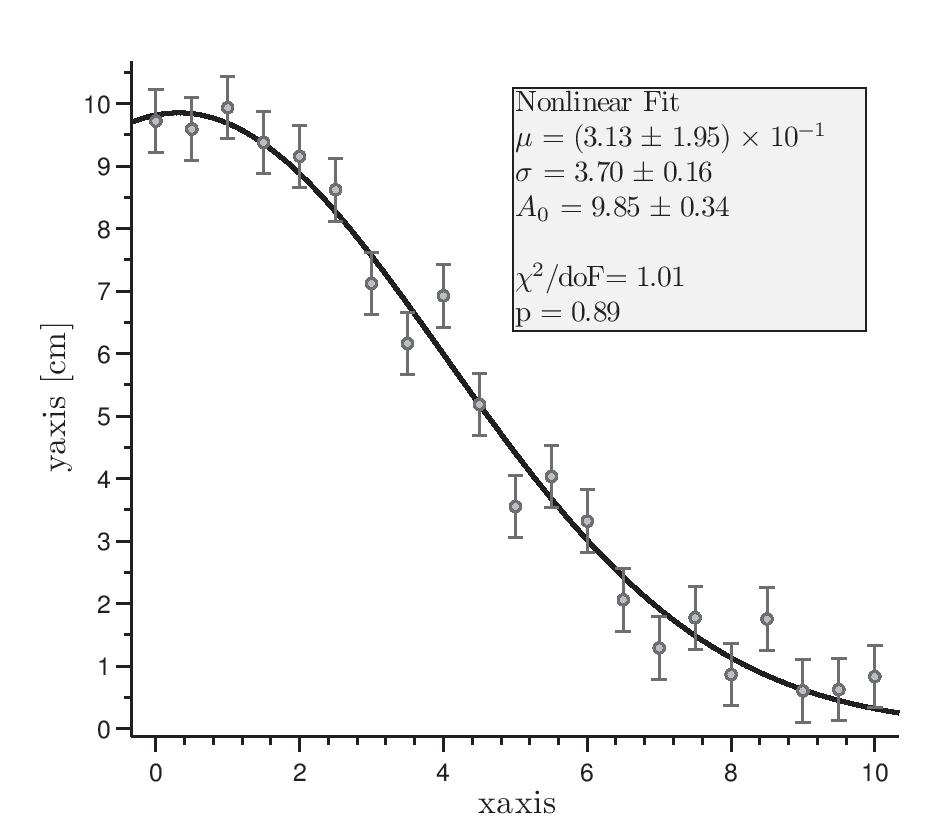 Nonlinear Fit
μ = (3.13 ± 1.95) × 10⁻¹
σ = 3.70 ± 0.16
A₀ = 9.85 ± 0.34
χ²/doF= 1.01
p = 0.89
yaxis [cm]
10
9
8
7
6
5
4
3
2
1
0
0 2 4 6 8 10
xaxis